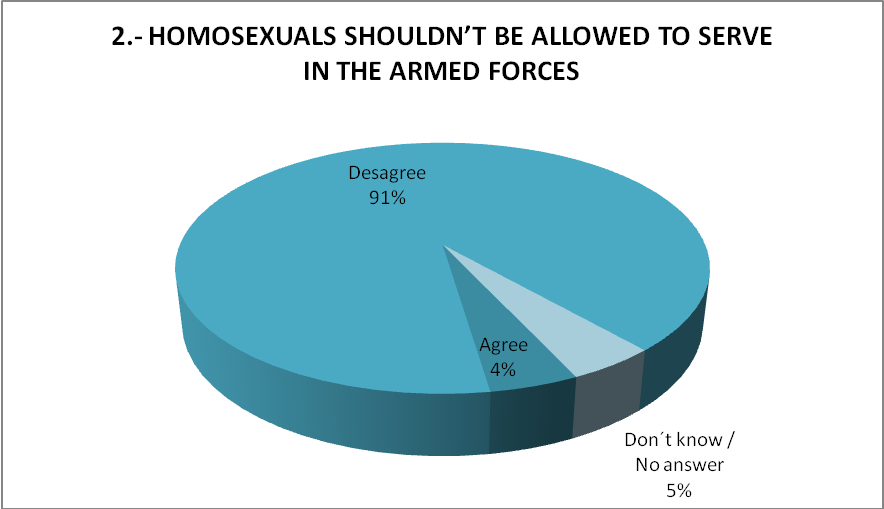 2.- HOMOSEXUALS SHOULDN’T BE ALLOWED TO SERVE
IN THE ARMED FORCES
Desagree
91%
Agree
4%
Don´t know /
No answer
5%